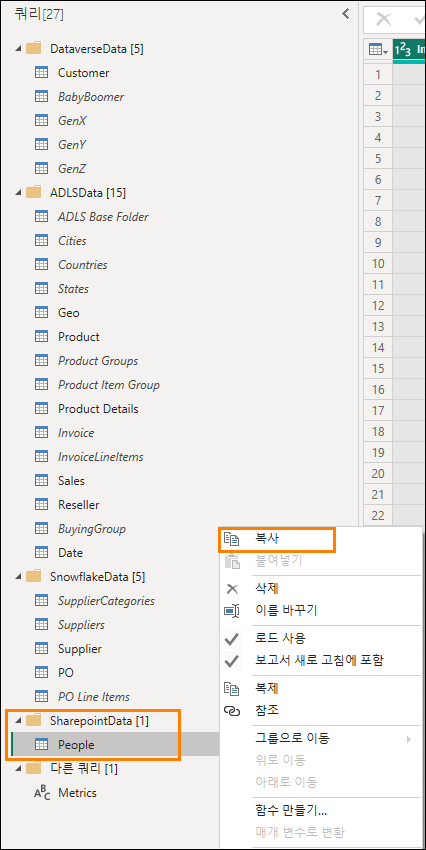 쿼리[27]
DataverseData [5]
Customer
BabyBoomer
GenX
GenY
GenZ
ADLSData [15]
ADLS Base Folder
Cities
Countries
States
Geo
Product
Product Groups
Product Item Group
Product Details
Invoice
InvoiceLineItems
Sales
Reseller
BuyingGroup
Date
SnowflakeData [5]
SupplierCategories
Suppliers
Supplier
PO
PO Line Items
SharepointData [1]
People
다른 쿼리 [1]
ABC Metrics
123 In
1
2
3
4
5
6
7
8
9
10
11
12
13
14
15
16
17
18
19
20
21
22
복사
붙여넣기
삭제
이름 바꾸기
로드 사용
보고서 새로 고침에 포함
복제
참조
그룹으로 이동
위로 이동
아래로 이동
함수 만들기...
매개 변수로 변환